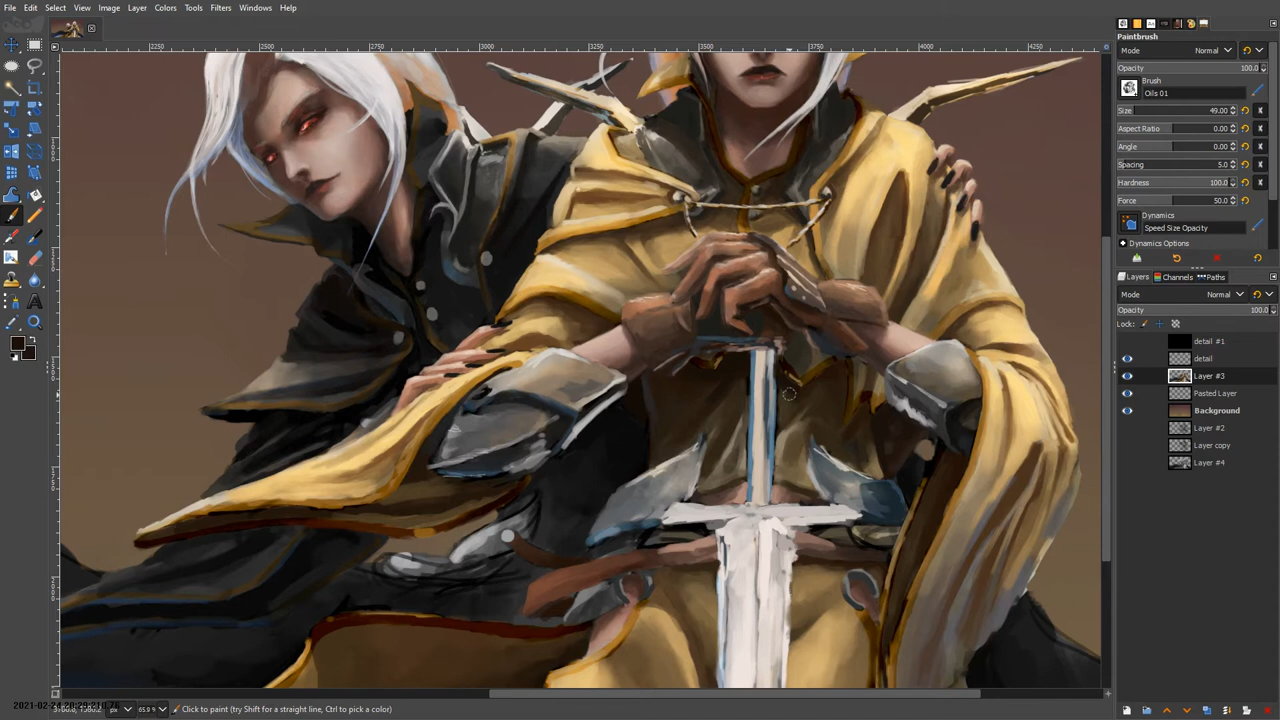 File Edit Select View Image Layer Colors Tools Filters Windows Help
2250 2500 2750 3000 3250 3500 3750 4000 4250
Paintbrush
Mode Normal
Opacity 100.0
Brush
Oils 01
Size 49.00
Aspect Ratio 0.00
Angle 0.00
Spacing 5.0
Hardness 100.0
Force 50.0
Dynamics
Speed Size Opacity
Dynamics Options
Layers Channels Paths
Mode Normal
Opacity 100.0
Lock:
detail #1
detail
Layer #3
Pasted Layer
Background
Layer #2
Layer copy
Layer #4
px 65.9 % Click to paint (try Shift for a straight line, Ctrl to pick a color)